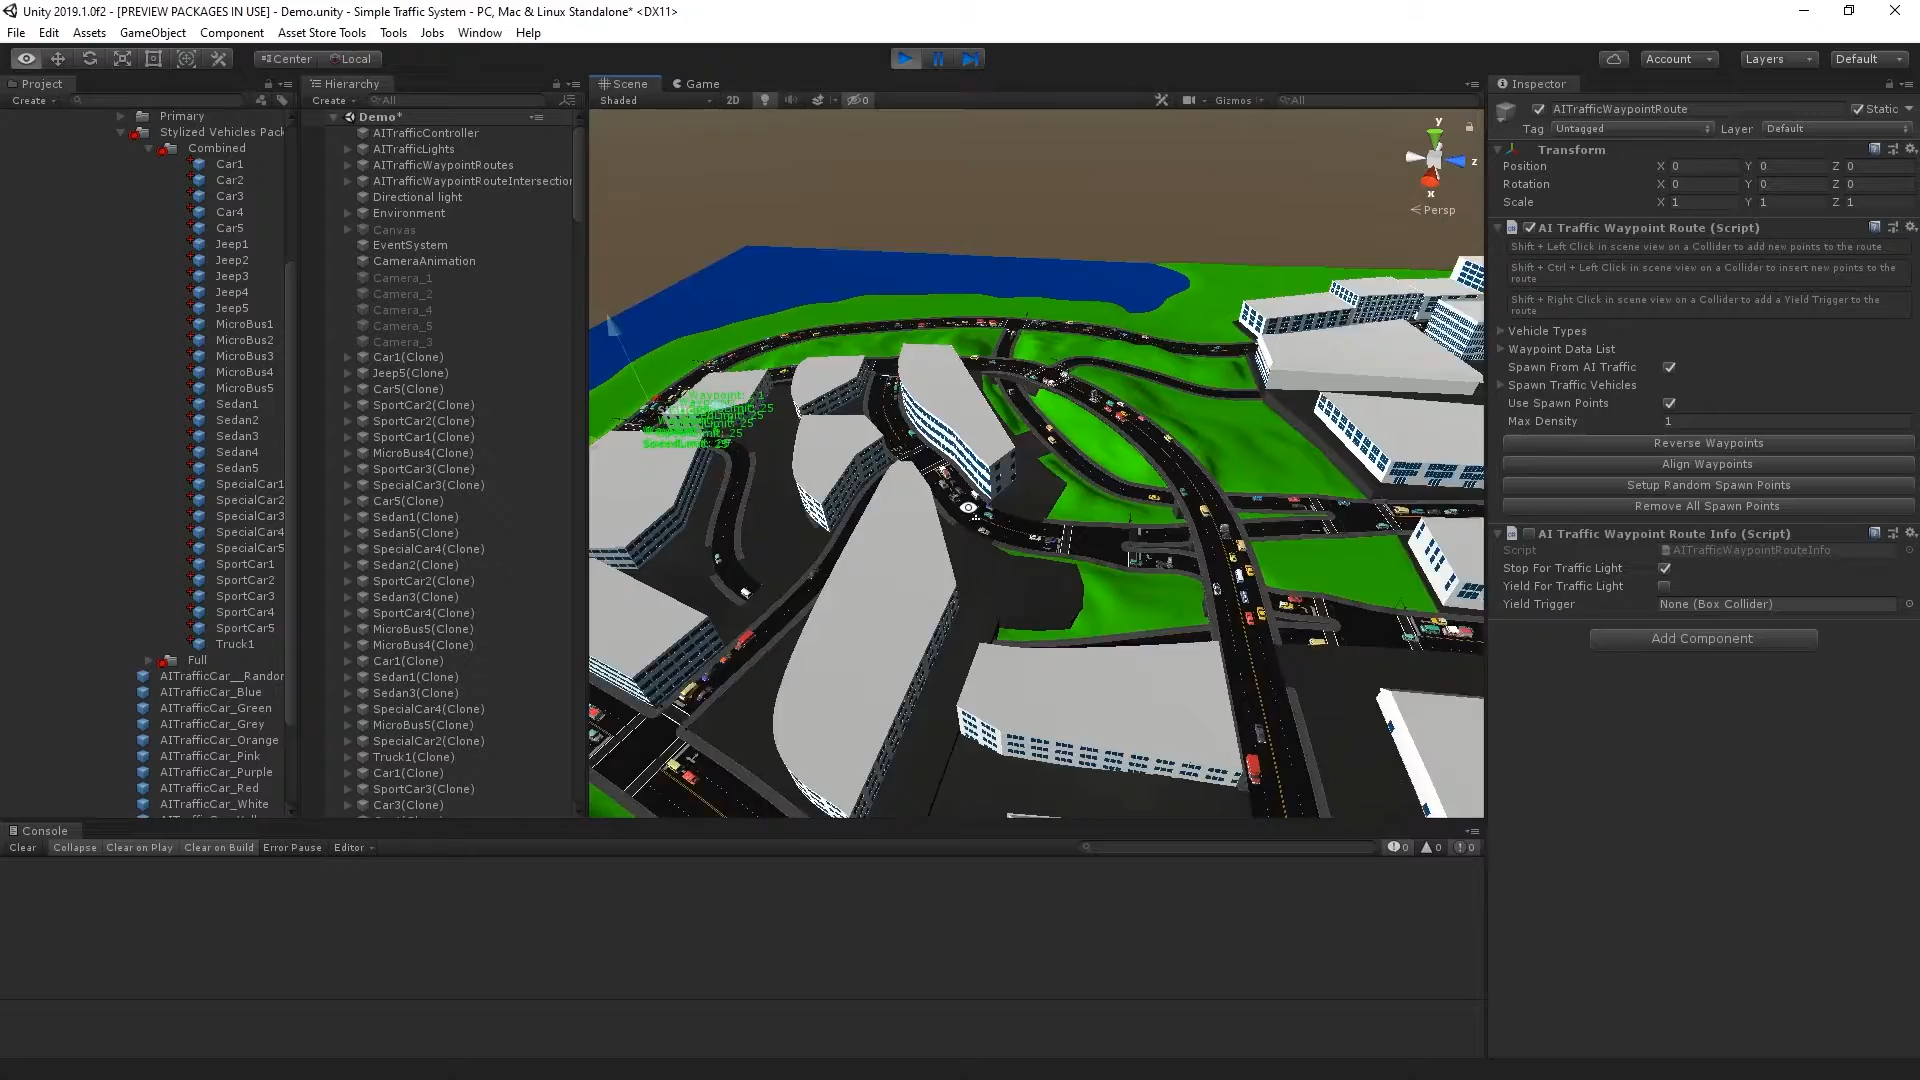 Unity 2019.1.0f2 - [PREVIEW PACKAGES IN USE] - Demo.unity - Simple Traffic System - PC, Mac & Linux Standalone* <DX11>
File Edit Assets GameObject Component Asset Store Tools Tools Jobs Window Help
Center Local Account Layers Default
Project
Create
Primary
Stylized Vehicles Pack
Combined
Car1
Car2
Car3
Car4
Car5
Jeep1
Jeep2
Jeep3
Jeep4
Jeep5
MicroBus1
MicroBus2
MicroBus3
MicroBus4
MicroBus5
Sedan1
Sedan2
Sedan3
Sedan4
Sedan5
SpecialCar1
SpecialCar2
SpecialCar3
SpecialCar4
SpecialCar5
SportCar1
SportCar2
SportCar3
SportCar4
SportCar5
Truck1
Full
AITrafficCar__Randor
AITrafficCar_Blue
AITrafficCar_Green
AITrafficCar_Grey
AITrafficCar_Orange
AITrafficCar_Pink
AITrafficCar_Purple
AITrafficCar_Red
AITrafficCar_White
Hierarchy
Create All
Demo*
AITrafficController
AITrafficLights
AITrafficWaypointRoutes
AITrafficWaypointRouteIntersection
Directional light
Environment
Canvas
EventSystem
CameraAnimation
Camera_1
Camera_2
Camera_4
Camera_5
Camera_3
Car1(Clone)
Jeep5(Clone)
Car5(Clone)
SportCar2(Clone)
SportCar2(Clone)
SportCar1(Clone)
MicroBus4(Clone)
SportCar3(Clone)
SpecialCar3(Clone)
Car5(Clone)
Sedan1(Clone)
Sedan5(Clone)
SpecialCar4(Clone)
Sedan2(Clone)
SportCar2(Clone)
Sedan3(Clone)
SportCar4(Clone)
MicroBus5(Clone)
MicroBus4(Clone)
Car1(Clone)
Sedan1(Clone)
Sedan3(Clone)
SpecialCar4(Clone)
MicroBus5(Clone)
SpecialCar2(Clone)
Truck1(Clone)
Car1(Clone)
SportCar3(Clone)
Car3(Clone)
Scene Game
Shaded 2D 0 Gizmos All
y
z
x
Persp
Inspector
AITrafficWaypointRoute Static
Tag Untagged Layer Default
Transform
Position X 0 Y 0 Z 0
Rotation X 0 Y 0 Z 0
Scale X 1 Y 1 Z 1
AI Traffic Waypoint Route (Script)
Shift + Left Click in scene view on a Collider to add new points to the route
Shift + Ctrl + Left Click in scene view on a Collider to insert new points to the
route
Shift + Right Click in scene view on a Collider to add a Yield Trigger to the
route
Vehicle Types
Waypoint Data List
Spawn From AI Traffic
Spawn Traffic Vehicles
Use Spawn Points
Max Density 1
Reverse Waypoints
Align Waypoints
Setup Random Spawn Points
Remove All Spawn Points
AI Traffic Waypoint Route Info (Script)
Script AITrafficWaypointRouteInfo
Stop For Traffic Light
Yield For Traffic Light
Yield Trigger None (Box Collider)
Add Component
Console
Clear Collapse Clear on Play Clear on Build Error Pause Editor 0 0 0